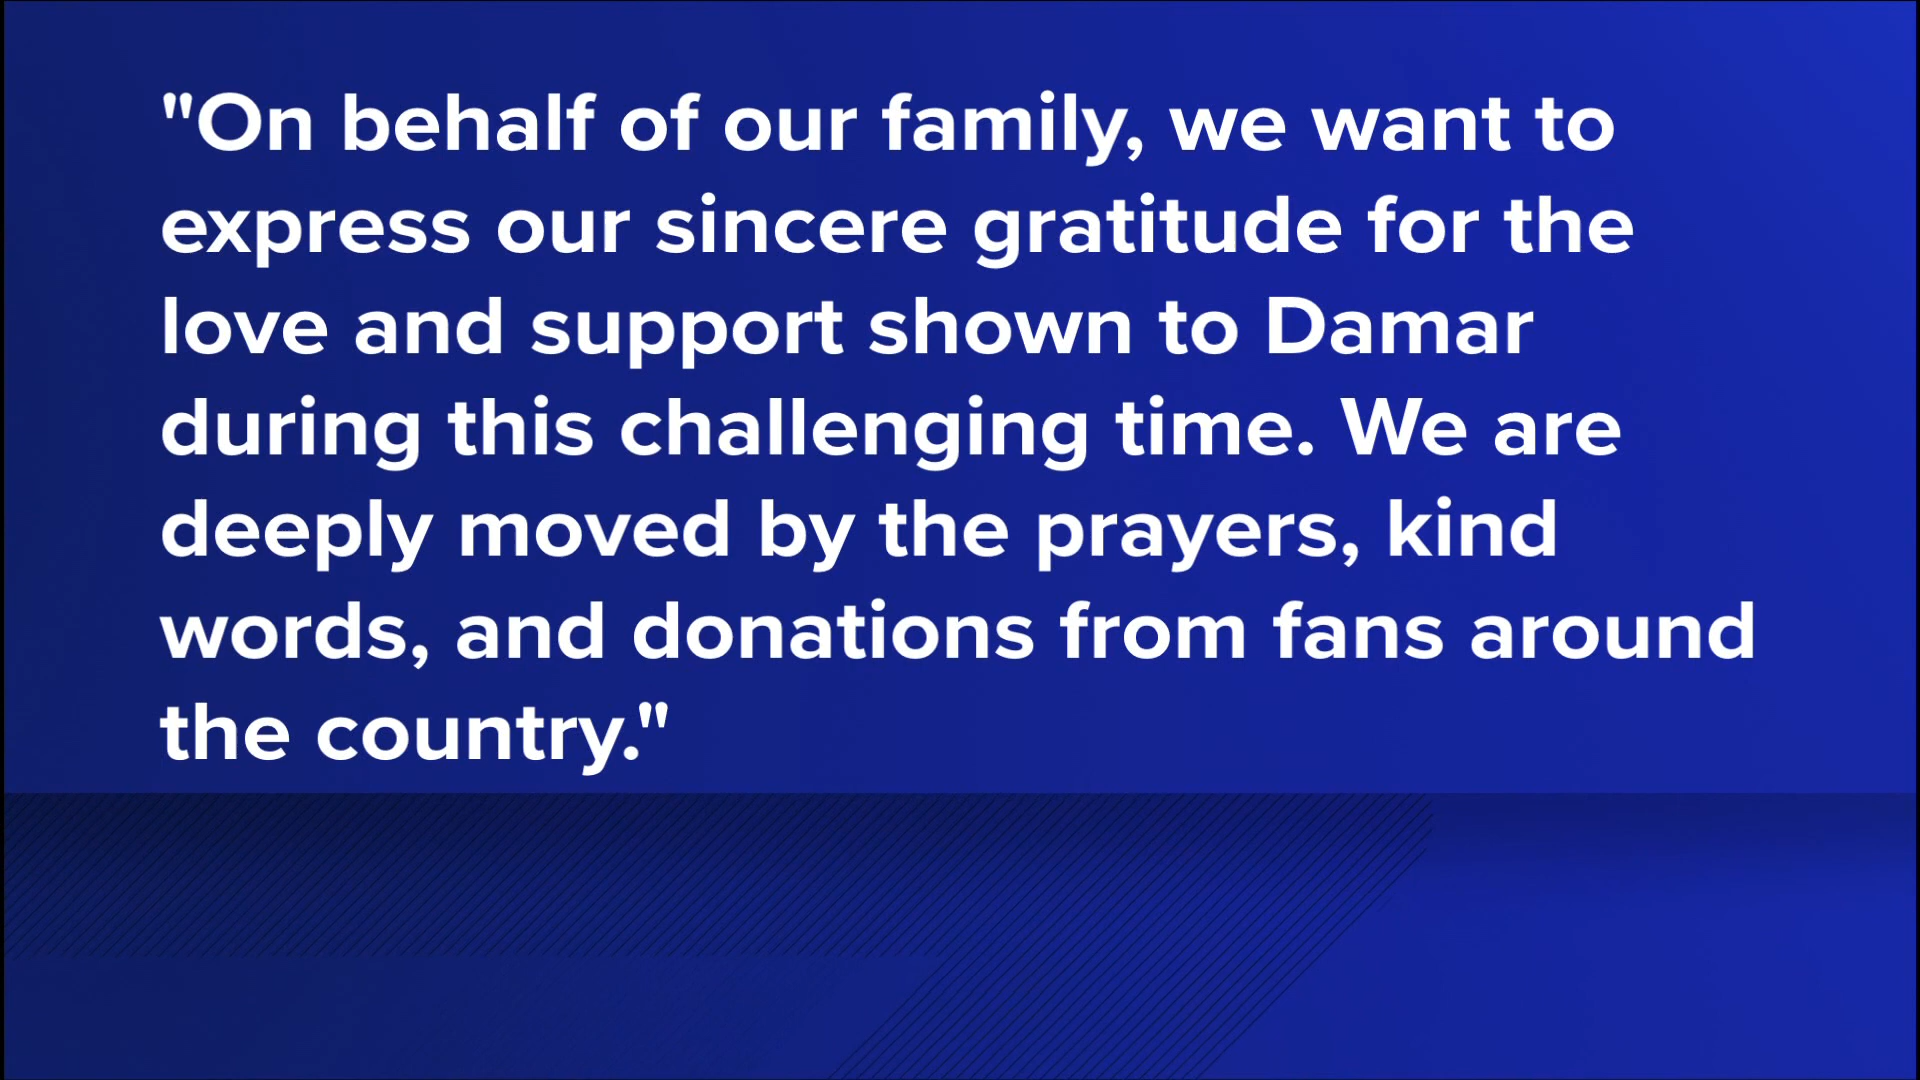 "On behalf of our family, we want to
express our sincere gratitude for the
love and support shown to Damar
during this challenging time. We are
deeply moved by the prayers, kind
words, and donations from fans around
the country."